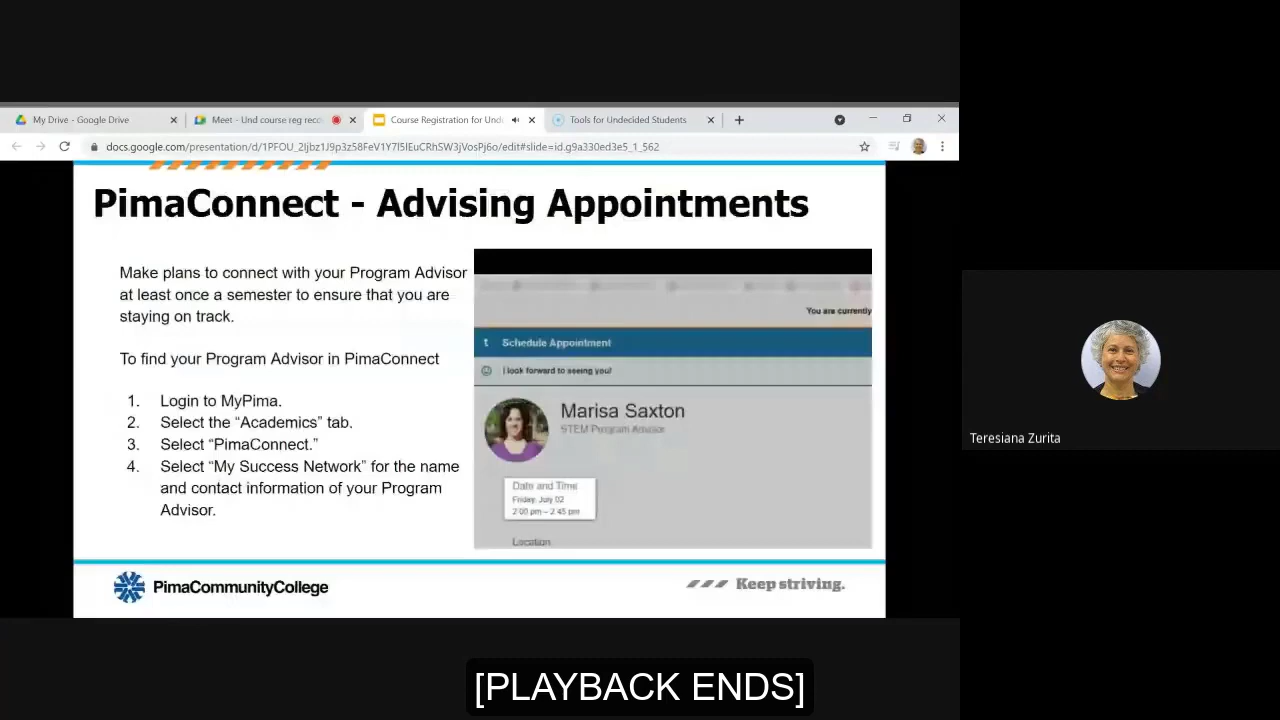 My Drive - Google Drive
Meet - Und course reg reco
Course Registration for Und
Tools for Undecided Students
docs.google.com/presentation/d/1PFOU_2ljbz1J9p3z58FeV1Y7I5IEuCRhSW3jVosPj6o/edit#slide=id.g9a330ed3e5_1_562
PimaConnect - Advising Appointments
Make plans to connect with your Program Advisor
at least once a semester to ensure that you are
staying on track.
To find your Program Advisor in PimaConnect
1. Login to MyPima.
2. Select the “Academics” tab.
3. Select “PimaConnect.”
4. Select “My Success Network” for the name
and contact information of your Program
Advisor.
You are currently
t Schedule Appointment
I look forward to seeing you!
Marisa Saxton
STEM Program Advisor
Date and Time
Friday, July 02
2:00 pm – 2:45 pm
Location
PimaCommunityCollege
Keep striving.
Teresiana Zurita
[PLAYBACK ENDS]